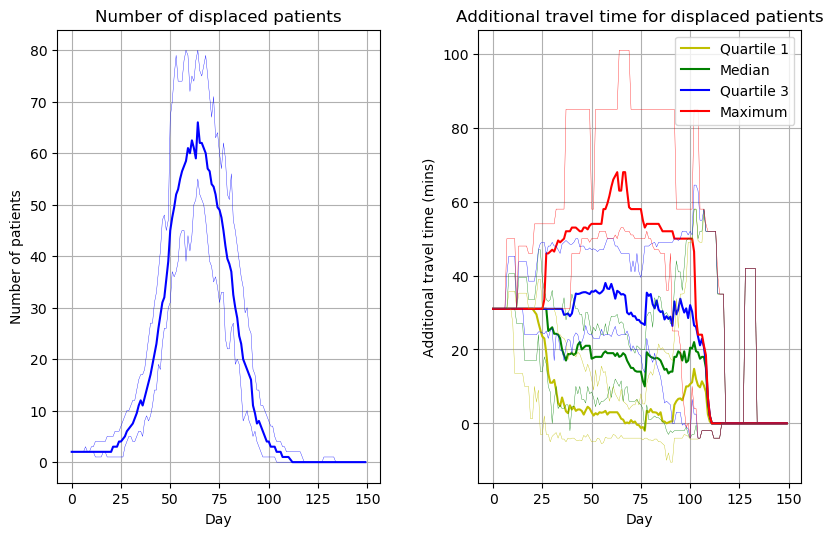 Number of displaced patients
Number of patients
80
70
60
50
40
30
20
10
0
0 25 50 75 100 125 150
Day
Additional travel time for displaced patients
Additional travel time (mins)
100
80
60
40
20
0
Quartile 1
Median
Quartile 3
Maximum
0 25 50 75 100 125 150
Day